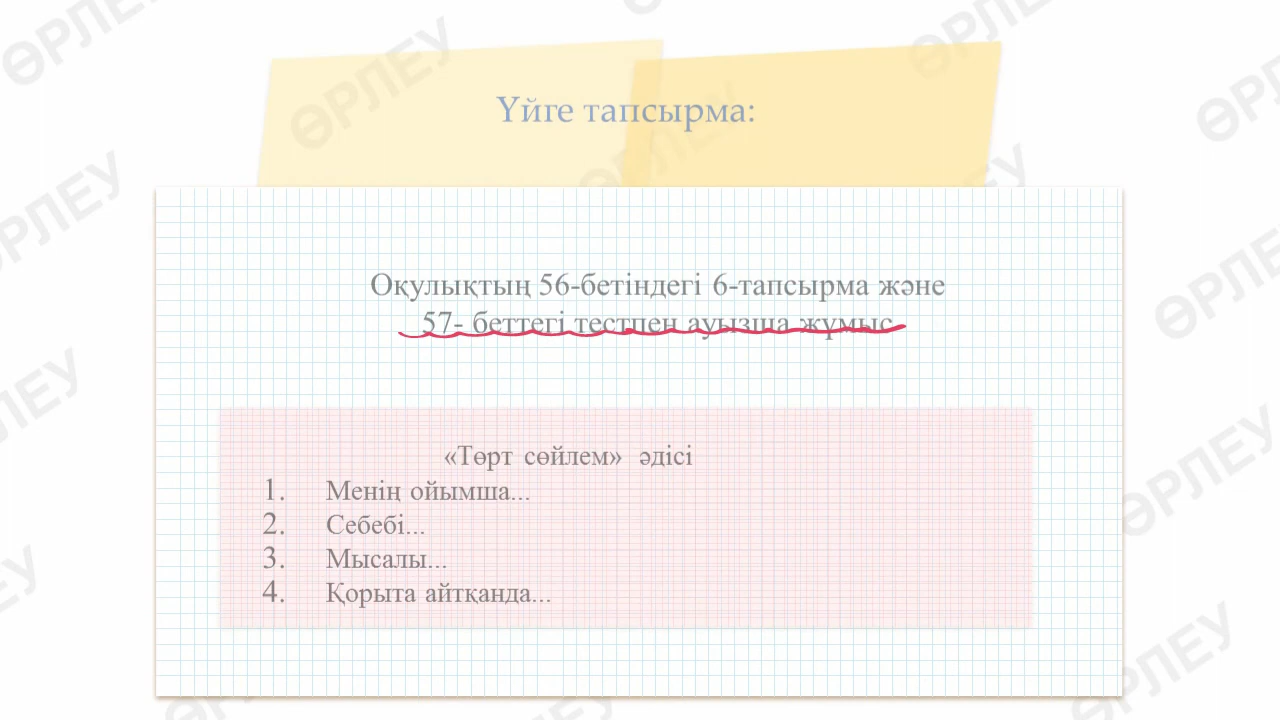 Үйге тапсырма:
Оқулықтың 56-бетіндегі 6-тапсырма және
57- беттегі тестпен ауызша жұмыс
«Төрт сөйлем» әдісі
1. Менің ойымша...
2. Себебі...
3. Мысалы...
4. Қорыта айтқанда...
ӨРЛЕУ